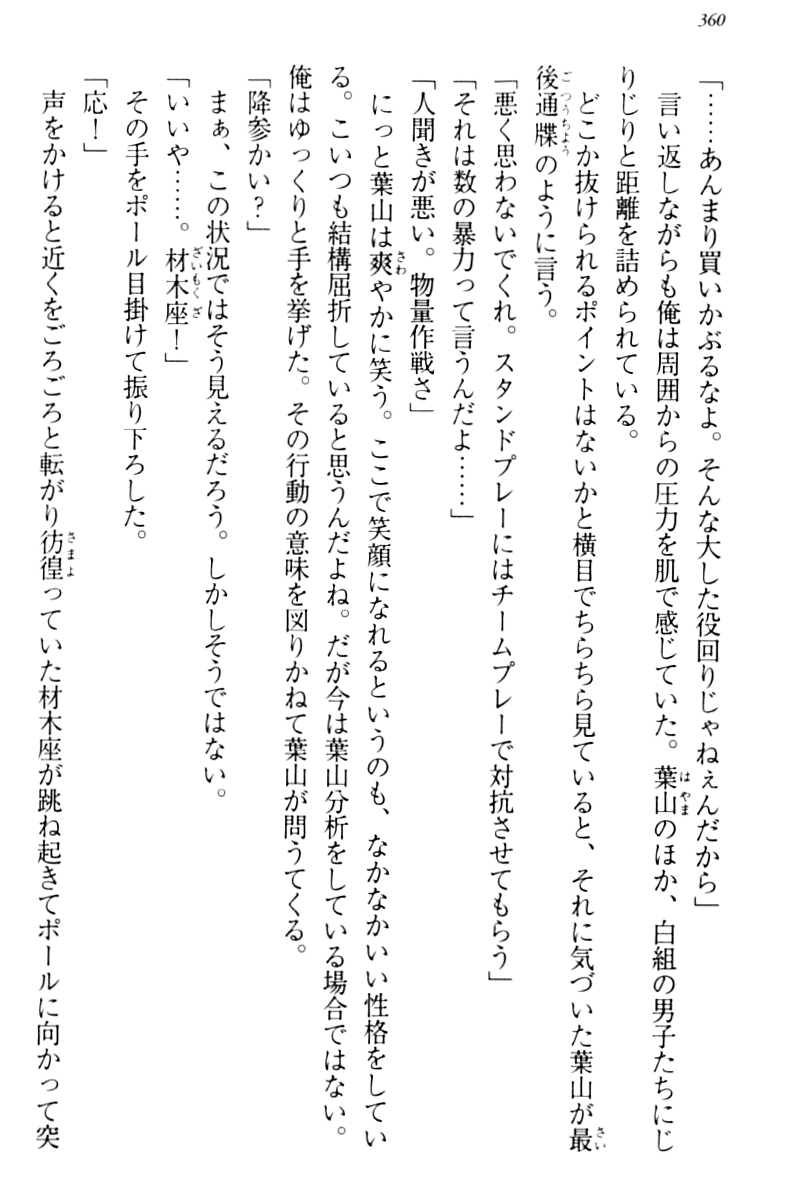 360
「……あんまり買いかぶるなよ。そんな大した役回りじゃねぇんだから」
言い返しながらも俺は周囲からの圧力を肌で感じていた。葉山のほか、白組の男子たちにじ
りじりと距離を詰められている。
どこか抜けられるポイントはないかと横目でちらちら見ていると、それに気づいた葉山が最
後通牒のように言う。
「悪く思わないでくれ。スタンドプレーにはチームプレーで対抗させてもらう」
「それは数の暴力って言うんだよ……」
「人聞きが悪い。物量作戦さ」
にっと葉山は爽やかに笑う。ここで笑顔になれるというのも、なかなかいい性格をしてい
る。こいつも結構屈折していると思うんだよね。だが今は葉山分析をしている場合ではない。
俺はゆっくりと手を挙げた。その行動の意味を図りかねて葉山が問うてくる。
「降参かい？」
まぁ、この状況ではそう見えるだろう。しかしそうではない。
「いいや……。材木座！」
その手をポール目掛けて振り下ろした。
「応！」
声をかけると近くをごろごろと転がり彷徨っていた材木座が跳ね起きてポールに向かって突